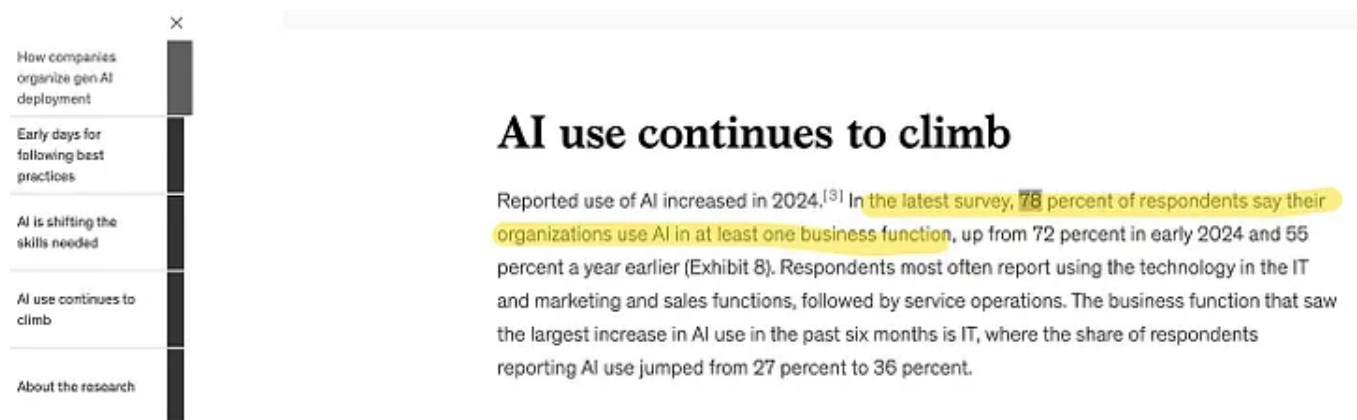 How companies
organize gen AI
deployment
Early days for
following best
practices
AI is shifting the
skills needed
AI use continues to
climb
About the research
AI use continues to climb
Reported use of AI increased in 2024.[3] In the latest survey, 78 percent of respondents say their
organizations use AI in at least one business function, up from 72 percent in early 2024 and 55
percent a year earlier (Exhibit 8). Respondents most often report using the technology in the IT
and marketing and sales functions, followed by service operations. The business function that saw
the largest increase in AI use in the past six months is IT, where the share of respondents
reporting AI use jumped from 27 percent to 36 percent.